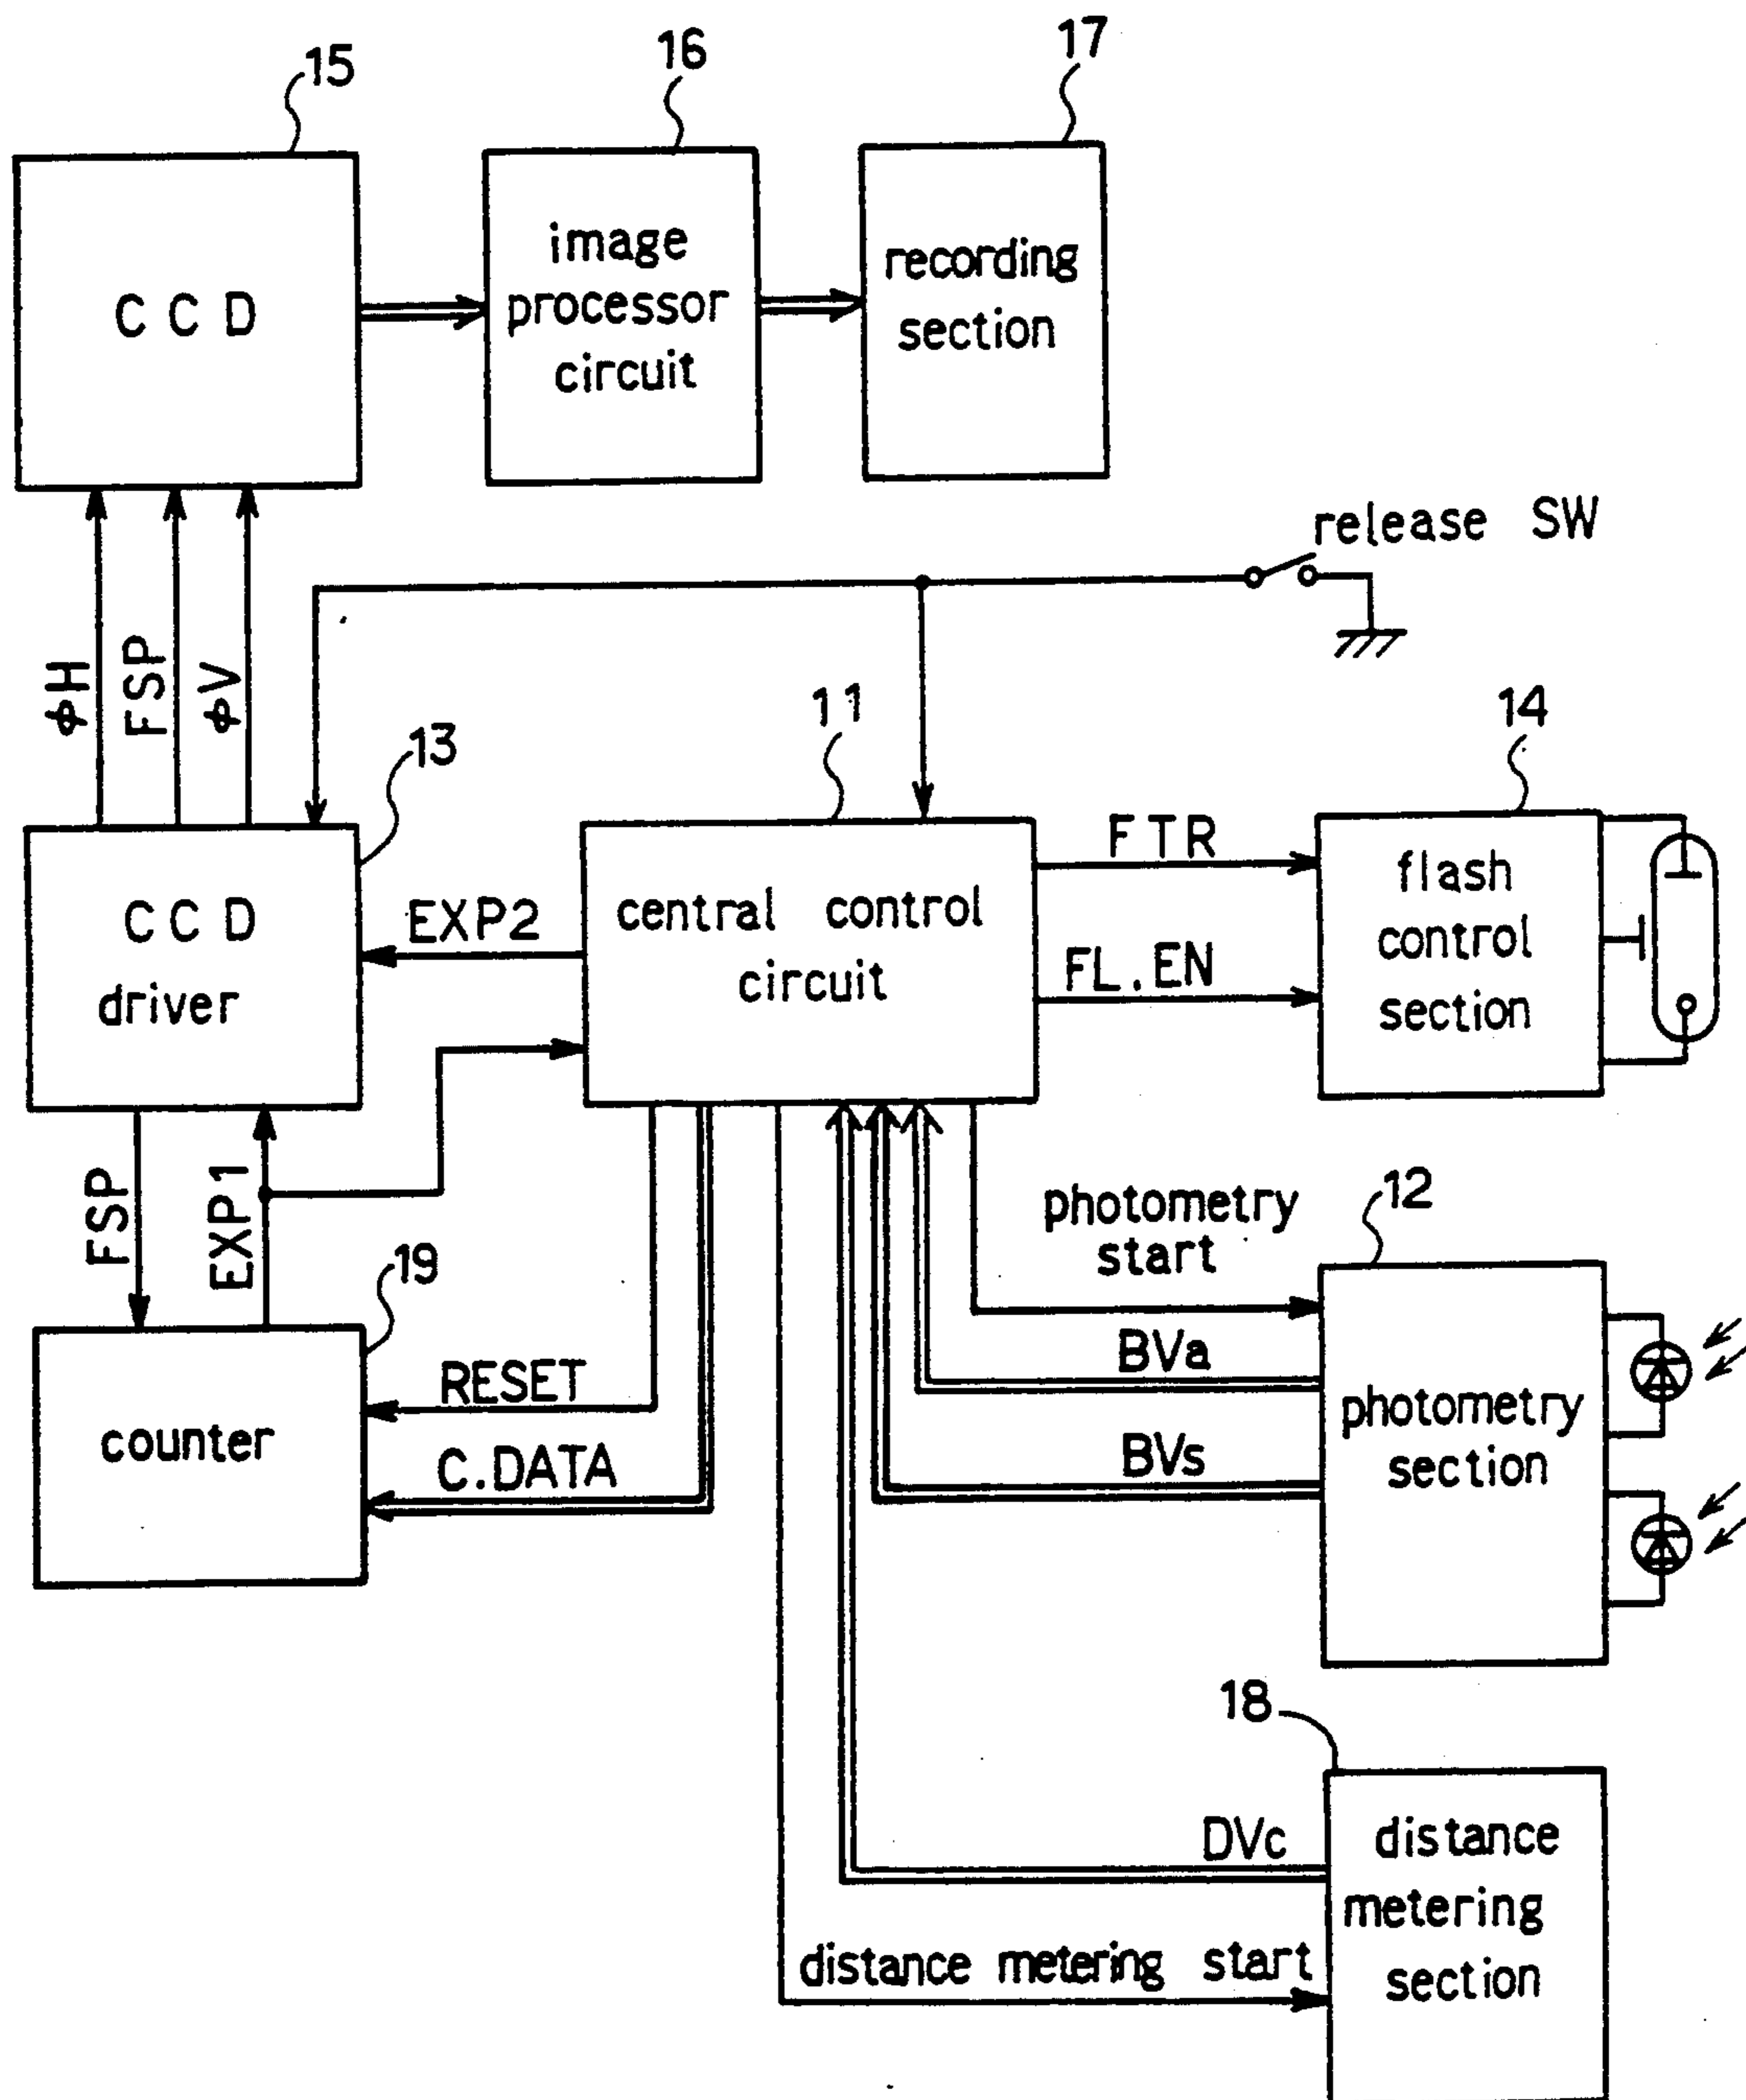 15
16
17
C C D
image
processor
circuit
recording
section
release SW
ϕH
FSP
ϕV
13
11
14
C C D
driver
EXP2
central control
circuit
FTR
FL.EN
flash
control
section
FSP
EXP1
19
photometry
start
12
counter
RESET
C.DATA
BVa
BVs
photometry
section
18
DVc
distance
metering
section
distance metering start